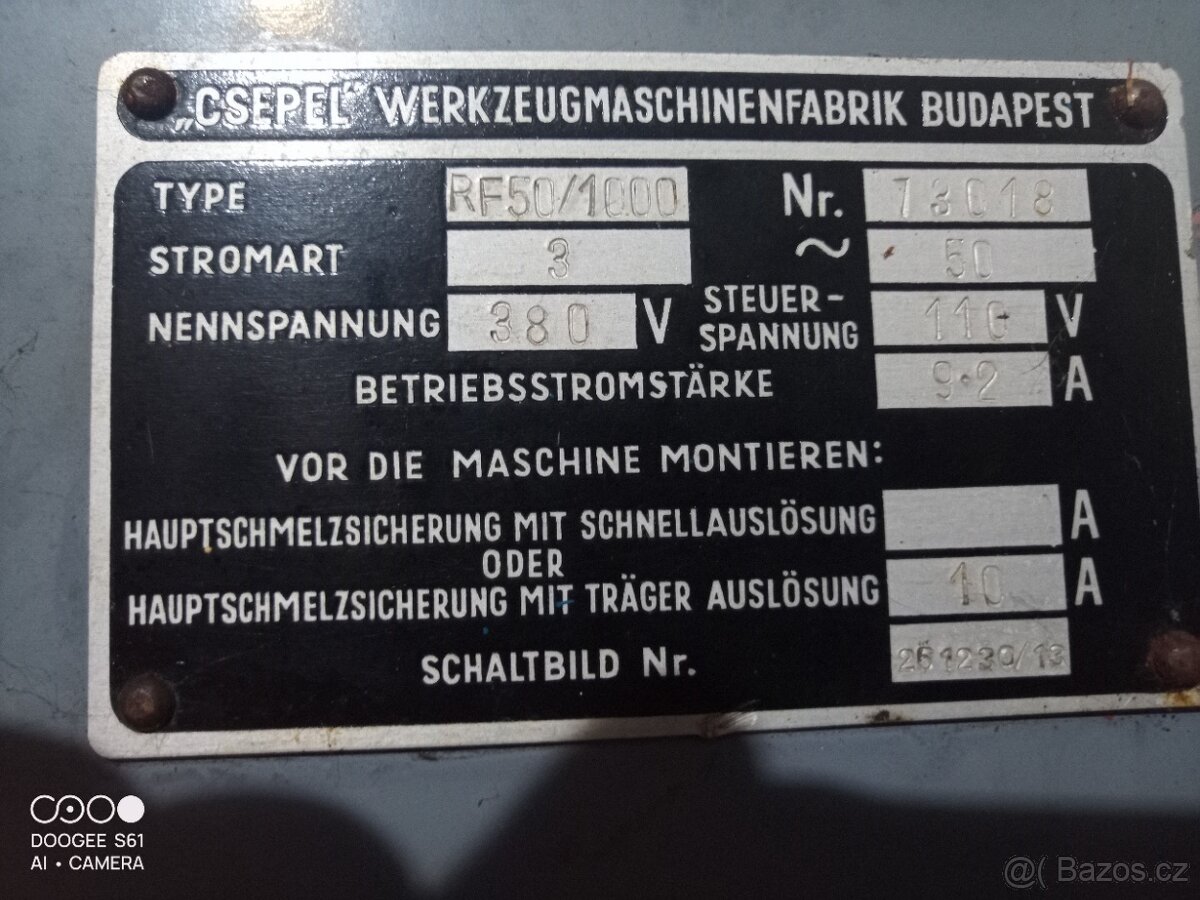 „CSEPEL" WERKZEUGMASCHINENFABRIK BUDAPEST
TYPE RF50/1000 Nr. 73018
STROMART 3 ~ 50
NENNSPANNUNG 380 V STEUER-SPANNUNG 110 V
BETRIEBSSTROMSTÄRKE 9.2 A
VOR DIE MASCHINE MONTIEREN:
HAUPTSCHMELZSICHERUNG MIT SCHNELLAUSLÖSUNG A
ODER
HAUPTSCHMELZSICHERUNG MIT TRÄGER AUSLÖSUNG 10 A
SCHALTBILD Nr.
DOOGEE S61
AI • CAMERA
@( Bazos.cz